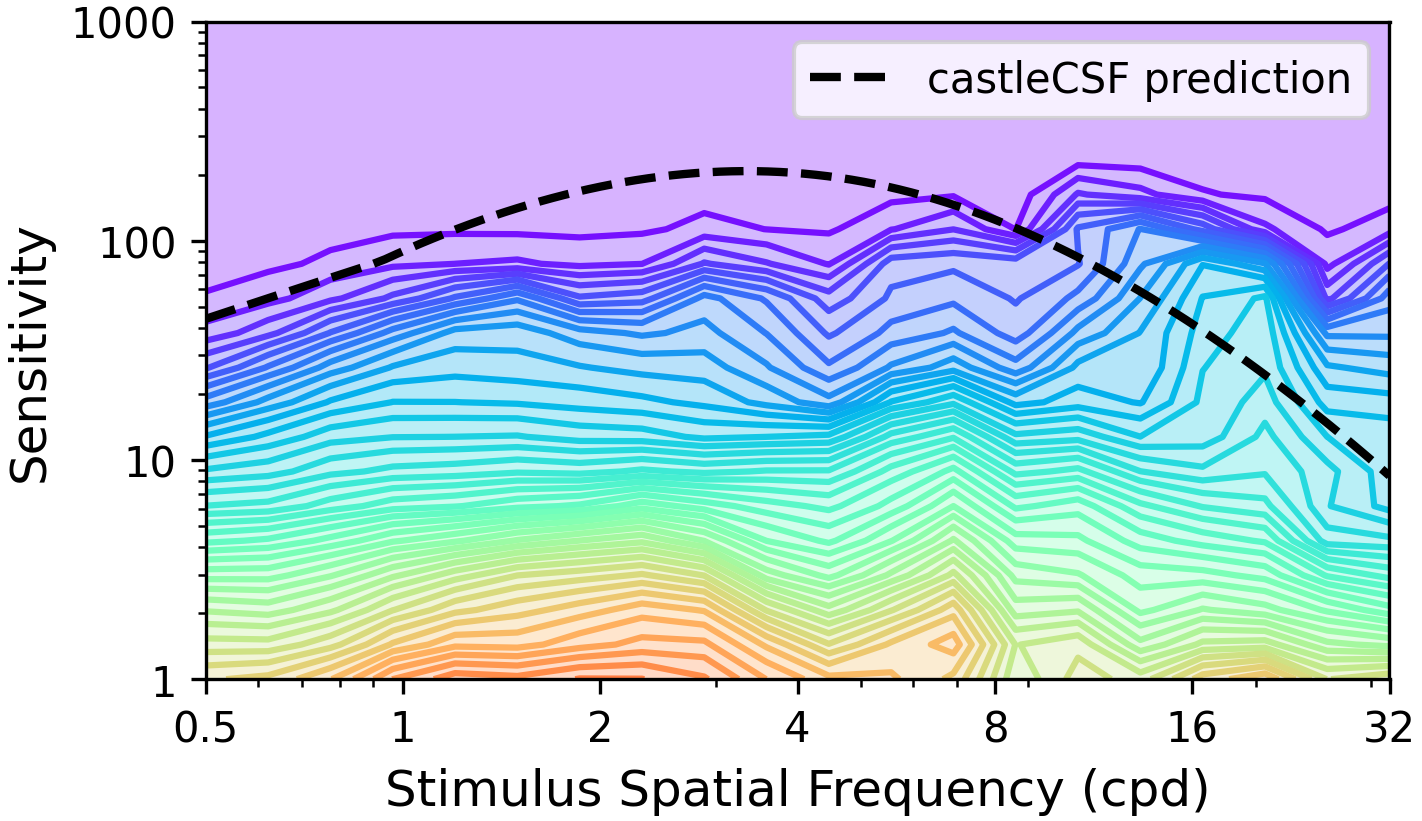 1000
100
10
1
Sensitivity
castleCSF prediction
0.5 1 2 4 8 16 32
Stimulus Spatial Frequency (cpd)